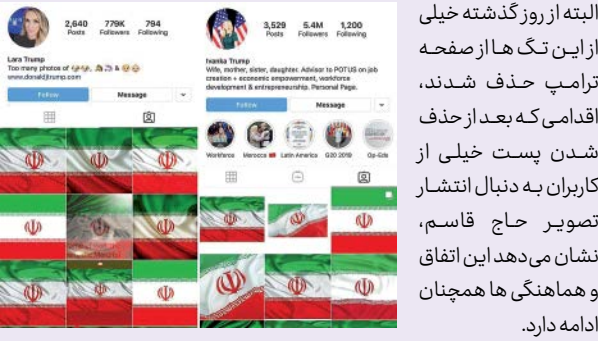 البته از روز گذشته خیلی
از این تگ ها از صفحه
ترامپ حذف شدند،
اقدامی که بعد از حذف
شدن پست خیلی از
کاربران به دنبال انتشار
تصویر حاج قاسم،
نشان می‌دهد این اتفاق
و هماهنگی ها همچنان
ادامه دارد.
2,640 779K 794
Posts Followers Following
Lara Trump
Too many photos of
www.donaldjtrump.com
Follow Message
3,529 5.4M 1,200
Posts Followers Following
Ivanka Trump
Wife, mother, sister, daughter. Advisor to POTUS on job
creation + economic empowerment, workforce
development & entrepreneurship. Personal Page.
Follow Message
Workforce Morocco Latin America G20 2019 Op-Eds